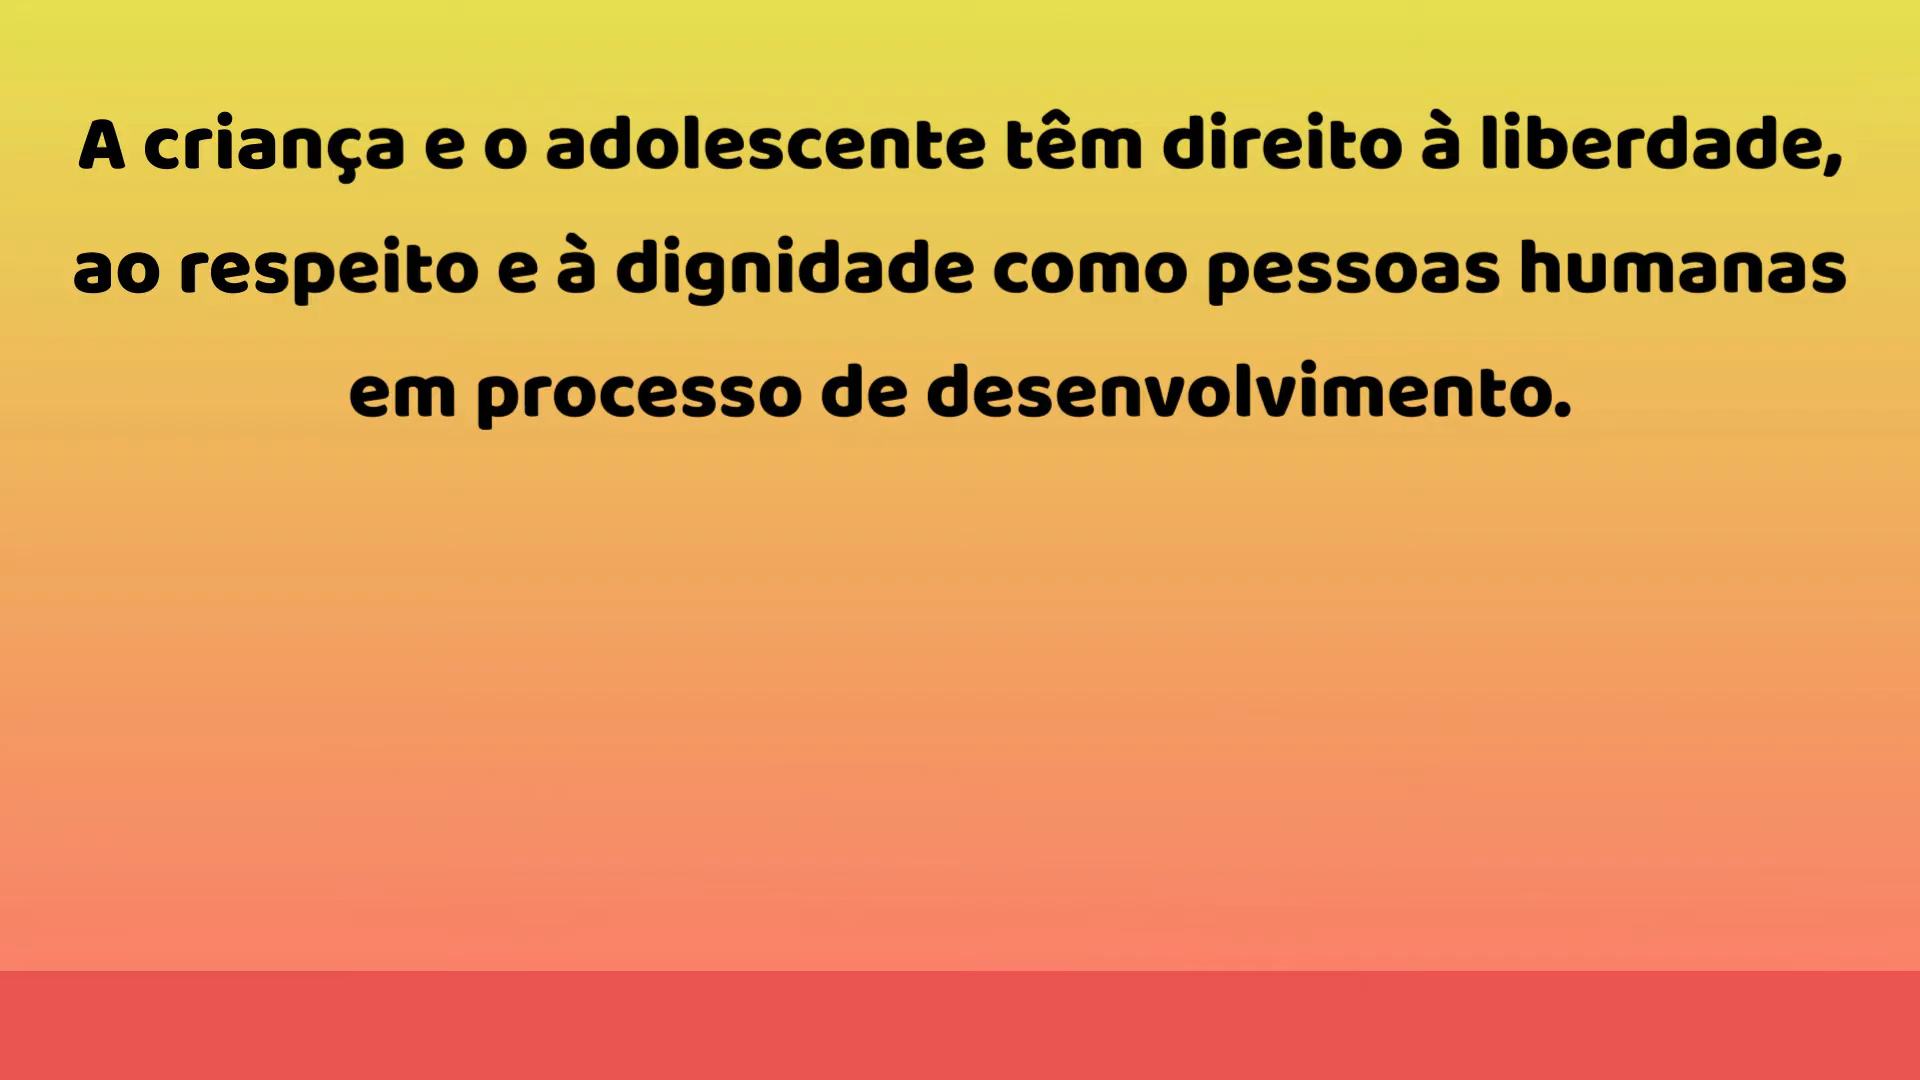 A criança e o adolescente têm direito à liberdade,
ao respeito e à dignidade como pessoas humanas
em processo de desenvolvimento.